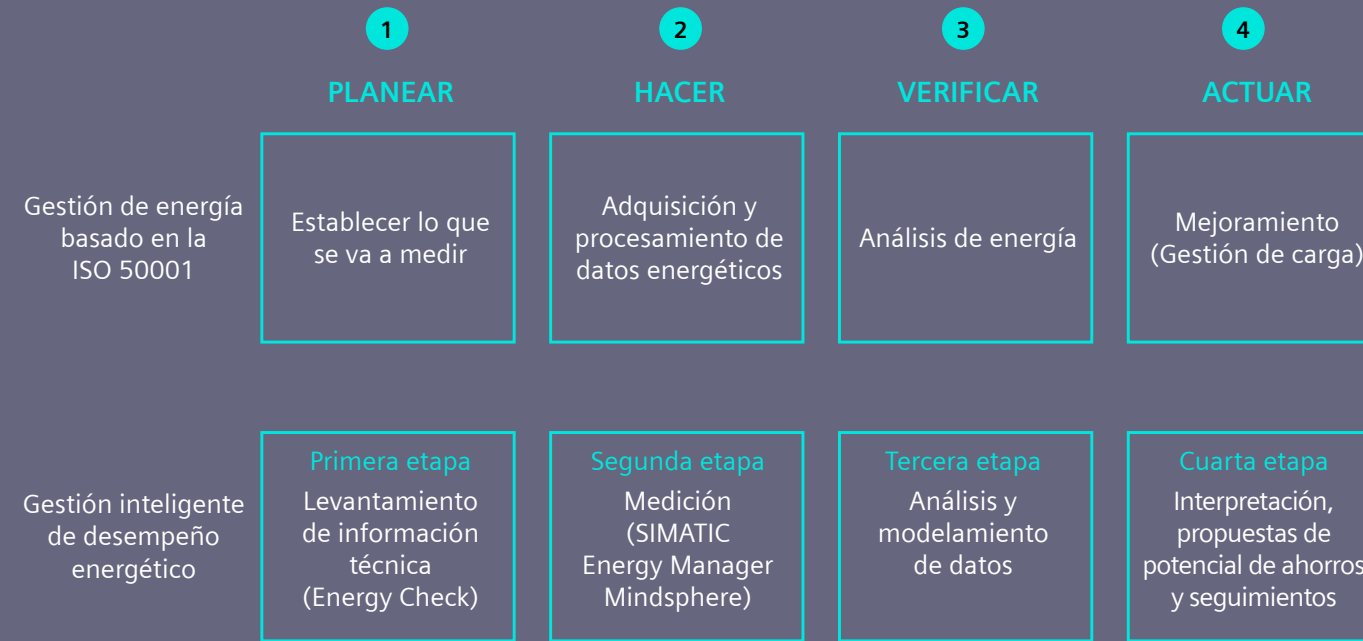 1
2
3
4
PLANEAR
HACER
VERIFICAR
ACTUAR
Gestión de energía
basado en la
ISO 50001
Establecer lo que
se va a medir
Adquisición y
procesamiento de
datos energéticos
Análisis de energía
Mejoramiento
(Gestión de carga)
Gestión inteligente
de desempeño
energético
Primera etapa
Levantamiento
de información
técnica
(Energy Check)
Segunda etapa
Medición
(SIMATIC
Energy Manager
Mindsphere)
Tercera etapa
Análisis y
modelamiento
de datos
Cuarta etapa
Interpretación,
propuestas de
potencial de ahorros
y seguimientos